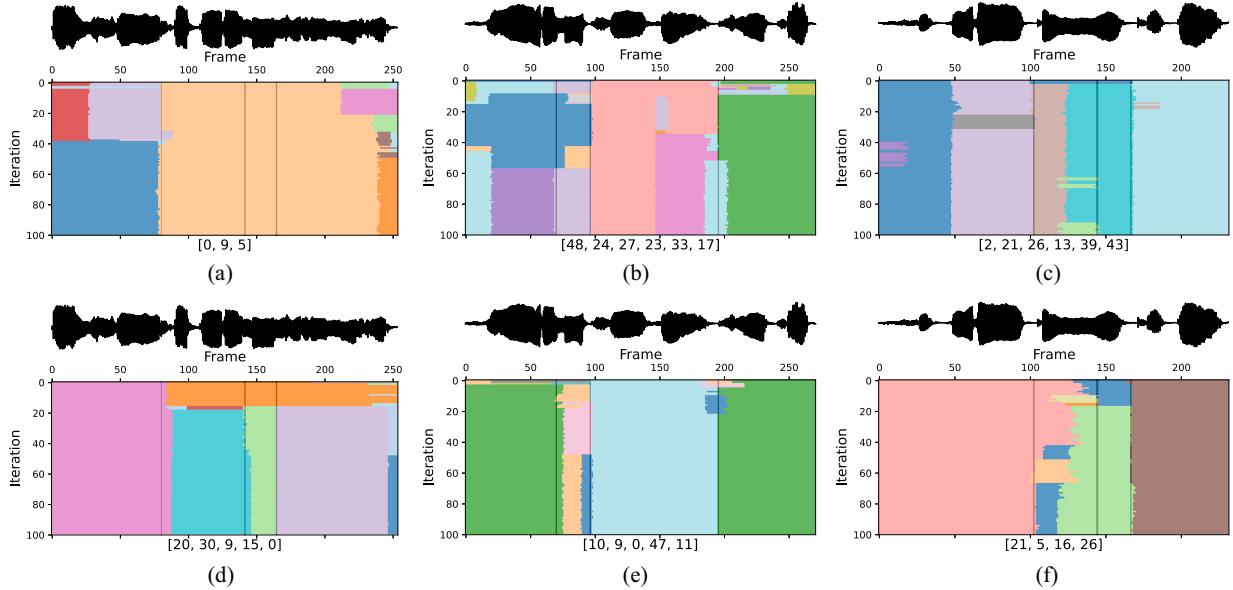 Frame
0 50 100 150 200 250
Iteration
0
20
40
60
80
100
[0, 9, 5]
(a)
Frame
0 50 100 150 200 250
Iteration
0
20
40
60
80
100
[48, 24, 27, 23, 33, 17]
(b)
Frame
0 50 100 150 200
Iteration
0
20
40
60
80
100
[2, 21, 26, 13, 39, 43]
(c)
Frame
0 50 100 150 200 250
Iteration
0
20
40
60
80
100
[20, 30, 9, 15, 0]
(d)
Frame
0 50 100 150 200 250
Iteration
0
20
40
60
80
100
[10, 9, 0, 47, 11]
(e)
Frame
0 50 100 150 200
Iteration
0
20
40
60
80
100
[21, 5, 16, 26]
(f)